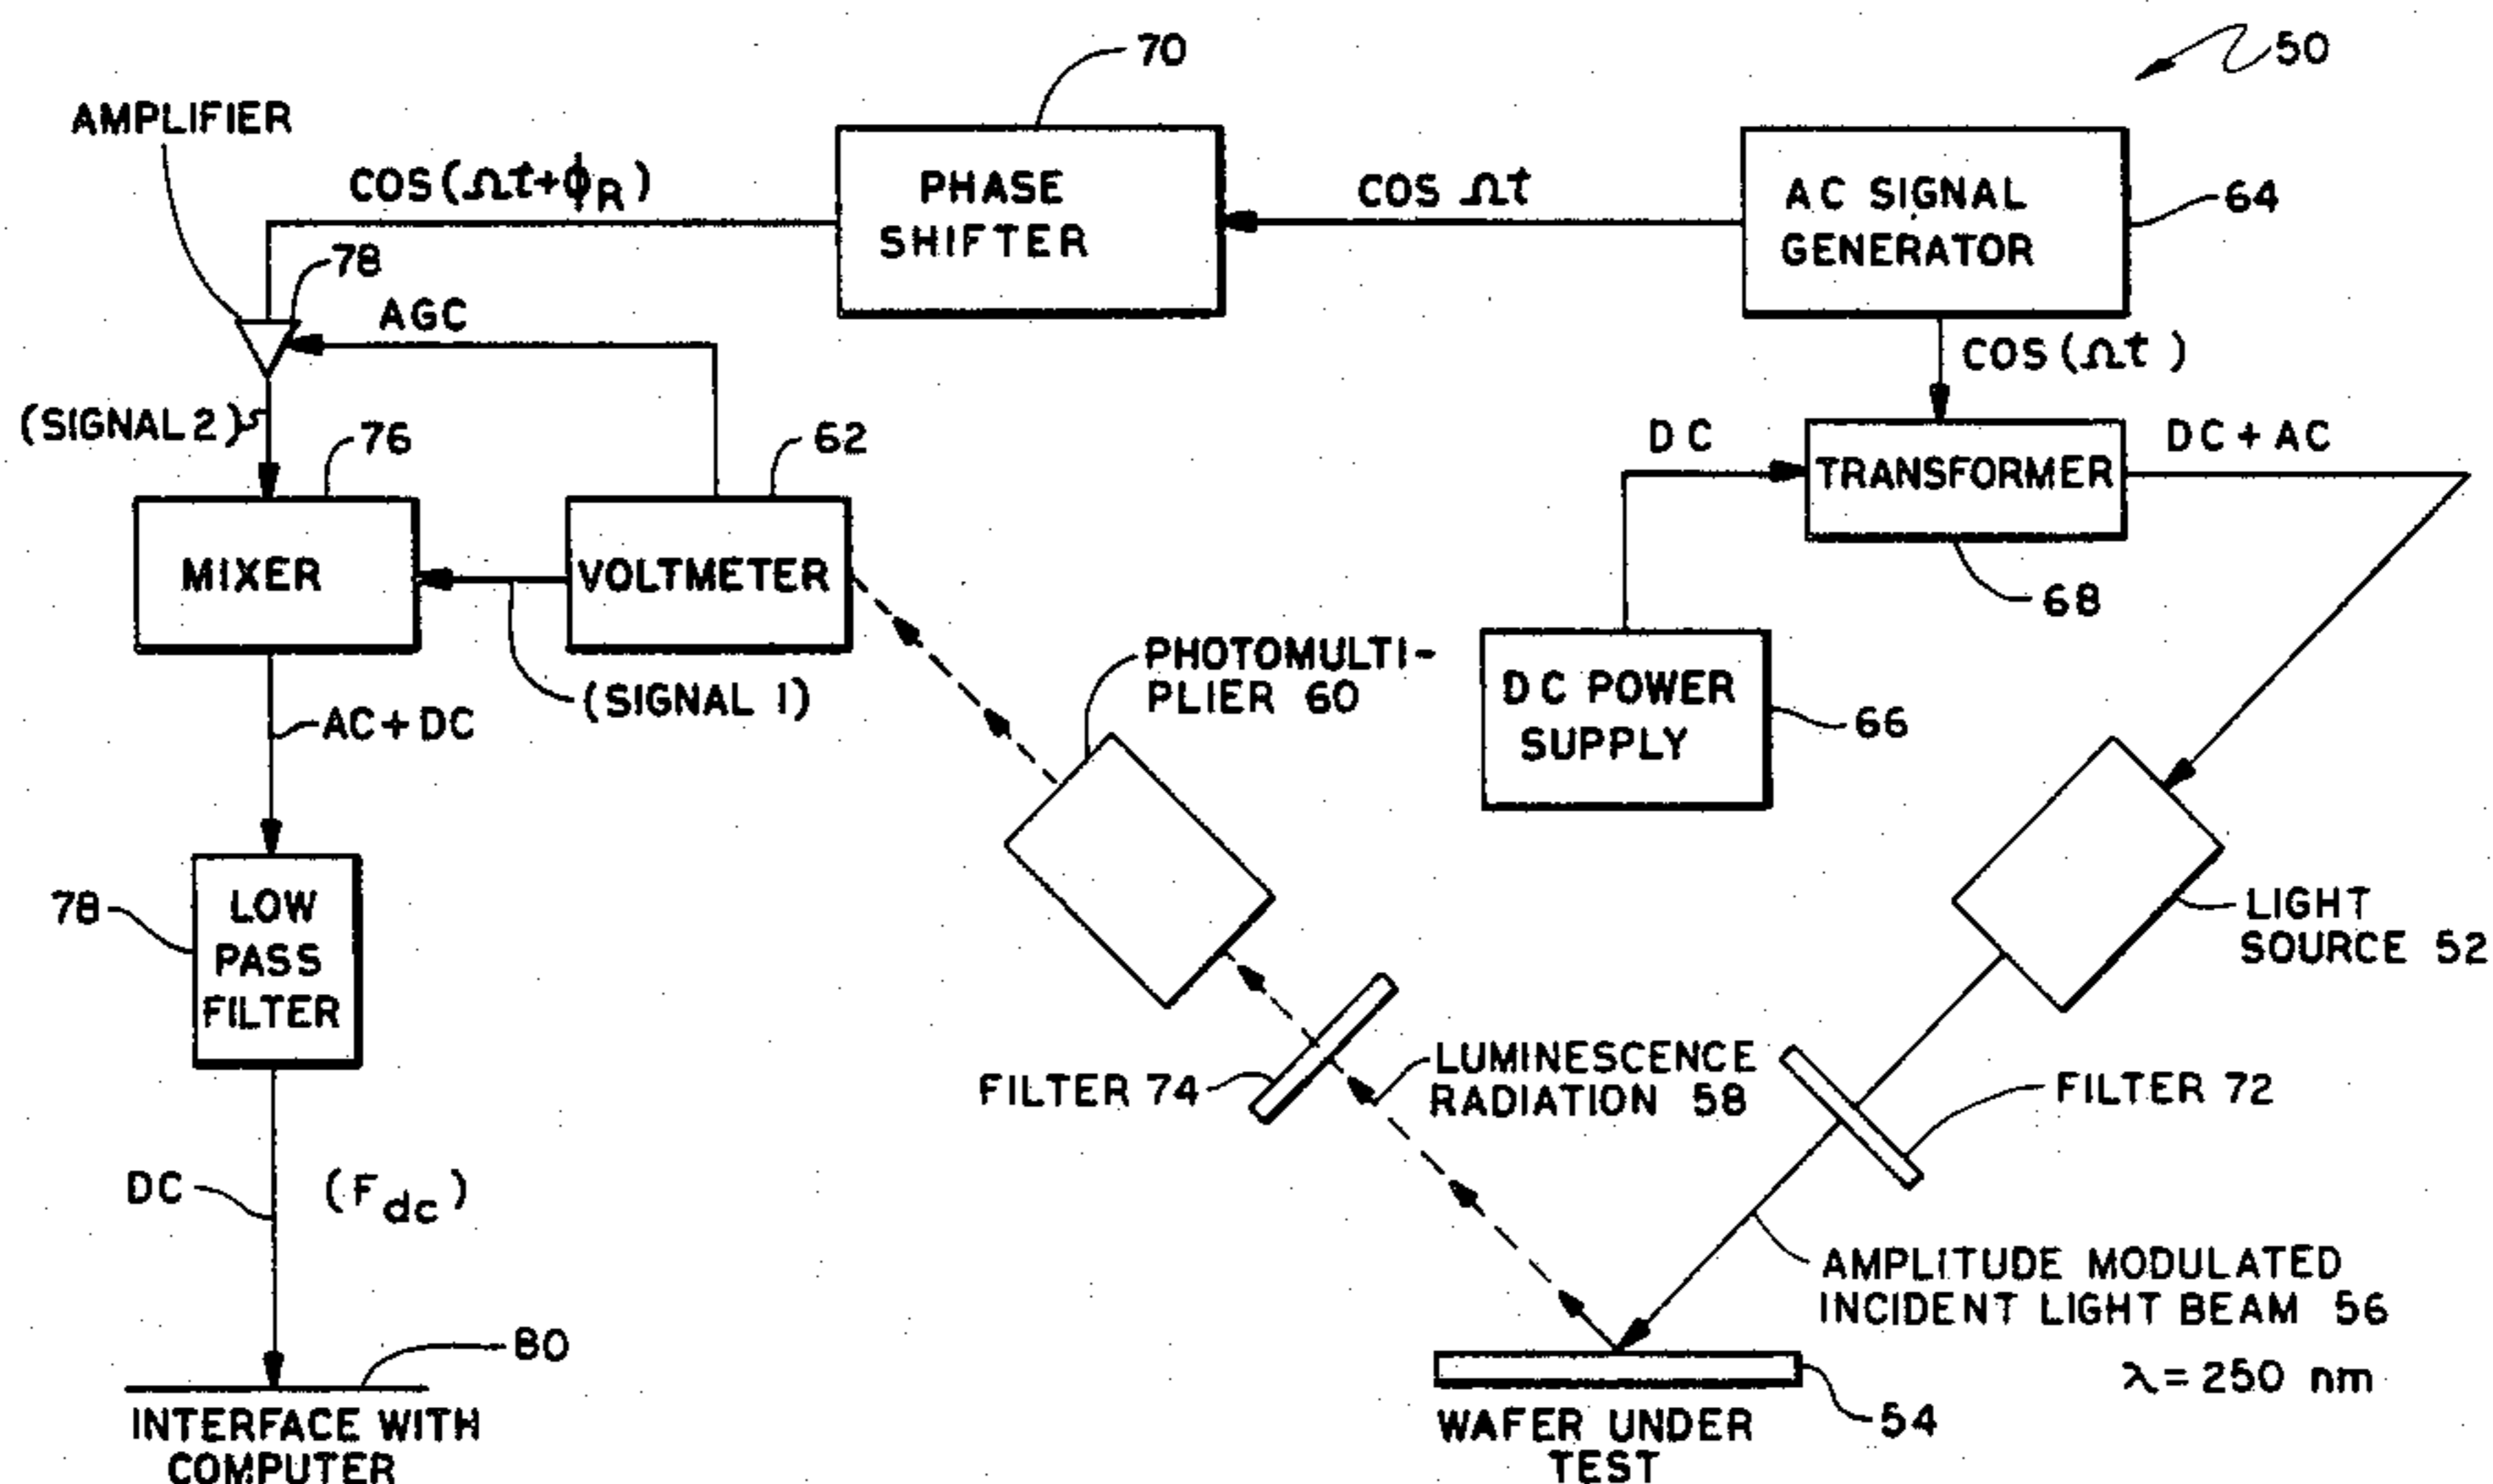 50
70
AMPLIFIER
COS(Ωt+ϕR)
PHASE
SHIFTER
COS Ωt
AC SIGNAL
GENERATOR
64
78
AGC
COS(Ωt)
(SIGNAL 2)
76
62
DC
TRANSFORMER
DC + AC
68
MIXER
VOLTMETER
(SIGNAL 1)
PHOTOMULTI-
PLIER 60
DC POWER
SUPPLY
66
AC+DC
78
LOW
PASS
FILTER
LIGHT
SOURCE 52
FILTER 74
LUMINESCENCE
RADIATION 58
FILTER 72
DC
(Fdc)
AMPLITUDE MODULATED
INCIDENT LIGHT BEAM 56
λ= 250 nm
80
INTERFACE WITH
COMPUTER
WAFER UNDER
TEST
54